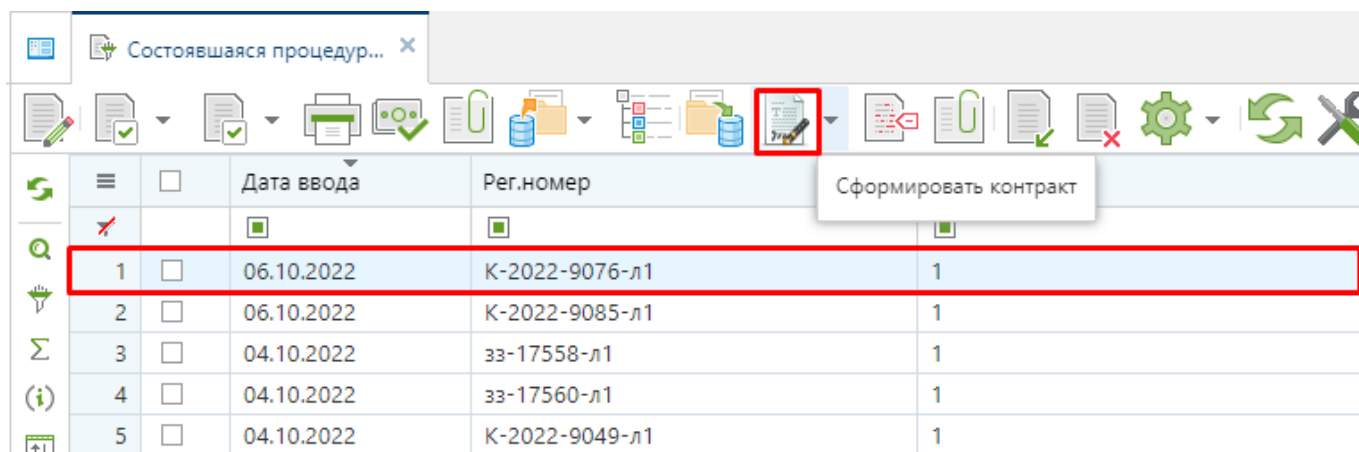 Состоявшаяся процедур...
Дата ввода Рег.номер
Сформировать контракт
1 06.10.2022 К-2022-9076-л1 1
2 06.10.2022 К-2022-9085-л1 1
3 04.10.2022 зз-17558-л1 1
4 04.10.2022 зз-17560-л1 1
5 04.10.2022 К-2022-9049-л1 1